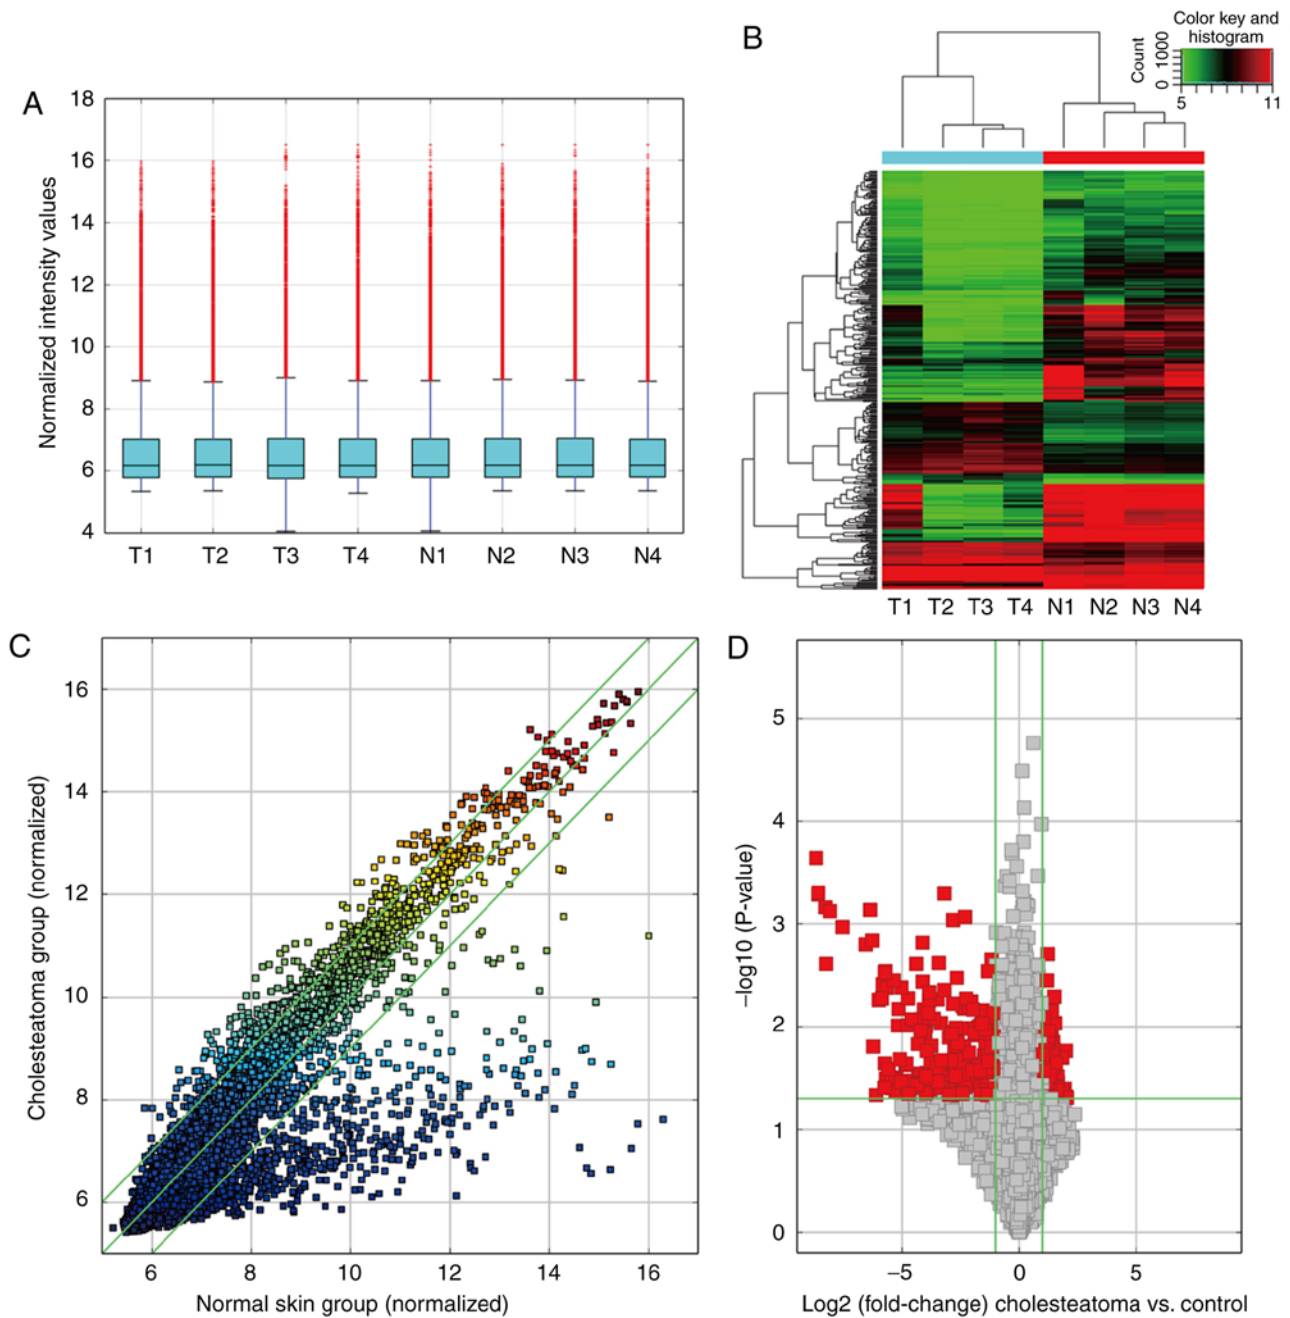 A
Normalized intensity values
18
16
14
12
10
8
6
4
T1 T2 T3 T4 N1 N2 N3 N4
B
Color key and
histogram
Count
0 1000
5 11
T1 T2 T3 T4 N1 N2 N3 N4
C
Cholesteatoma group (normalized)
16
14
12
10
8
6
6 8 10 12 14 16
Normal skin group (normalized)
D
−log10 (P-value)
5
4
3
2
1
0
−5 0 5
Log2 (fold-change) cholesteatoma vs. control